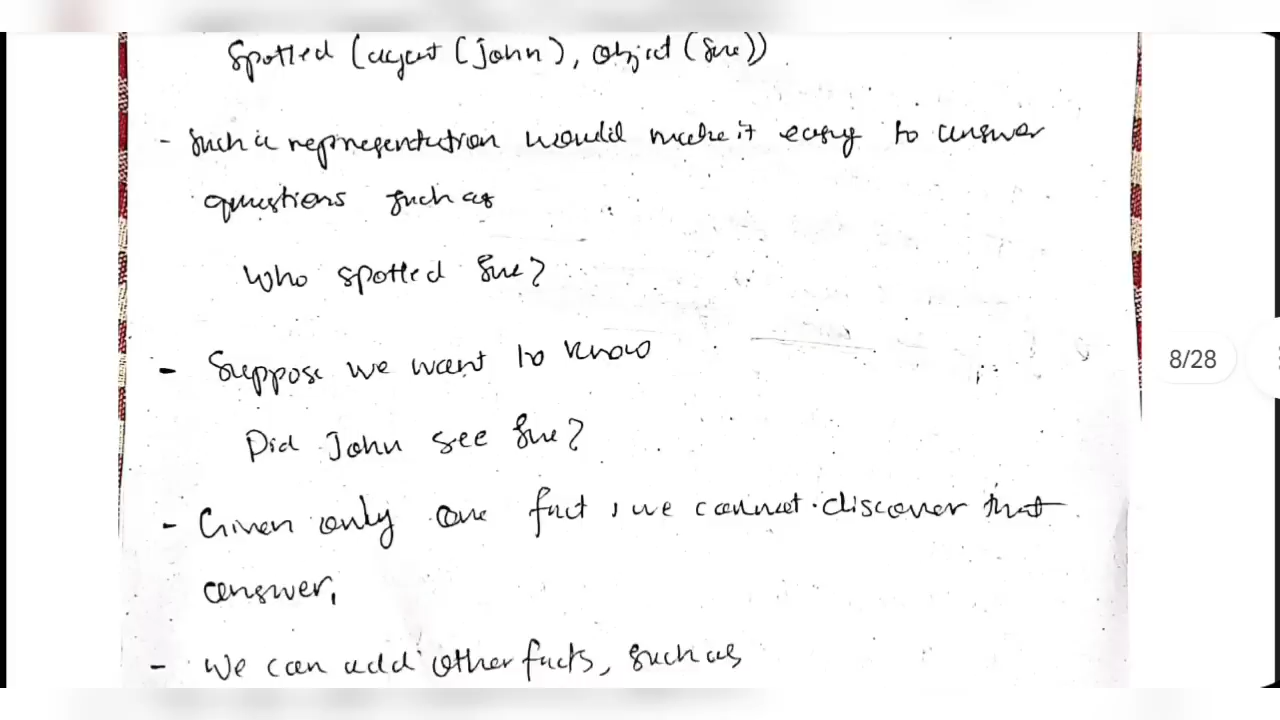 Spotted (agent (John), object (Sue))
- Such a representation would make it easy to answer
questions such as
Who spotted Sue?
- Suppose we want to know
Did John see Sue?
8/28
- Given only one fact, we cannot discover that
answer,
- We can add other facts, such as